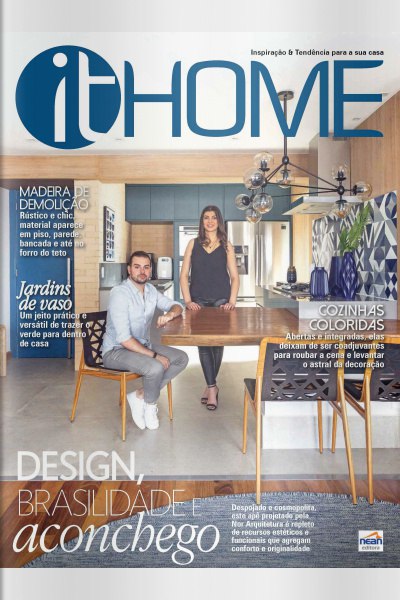 Inspiração & Tendência para a sua casa
it HOME
MADEIRA DE
DEMOLIÇÃO
Rústico e chic,
material aparece
em piso, parede,
bancada e até no
forro do teto
Jardins
de vaso
Um jeito prático e
versátil de trazer o
verde para dentro
de casa
COZINHAS
COLORIDAS
Abertas e integradas, elas
deixam de ser coadjuvantes
para roubar a cena e levantar
o astral da decoração
DESIGN,
BRASILIDADE E
aconchego
Despojado e cosmopolita,
este apê projetado pela
Nor Arquitetura é repleto
de recursos estéticos e
funcionais que agregam
conforto e originalidade
nean
editora